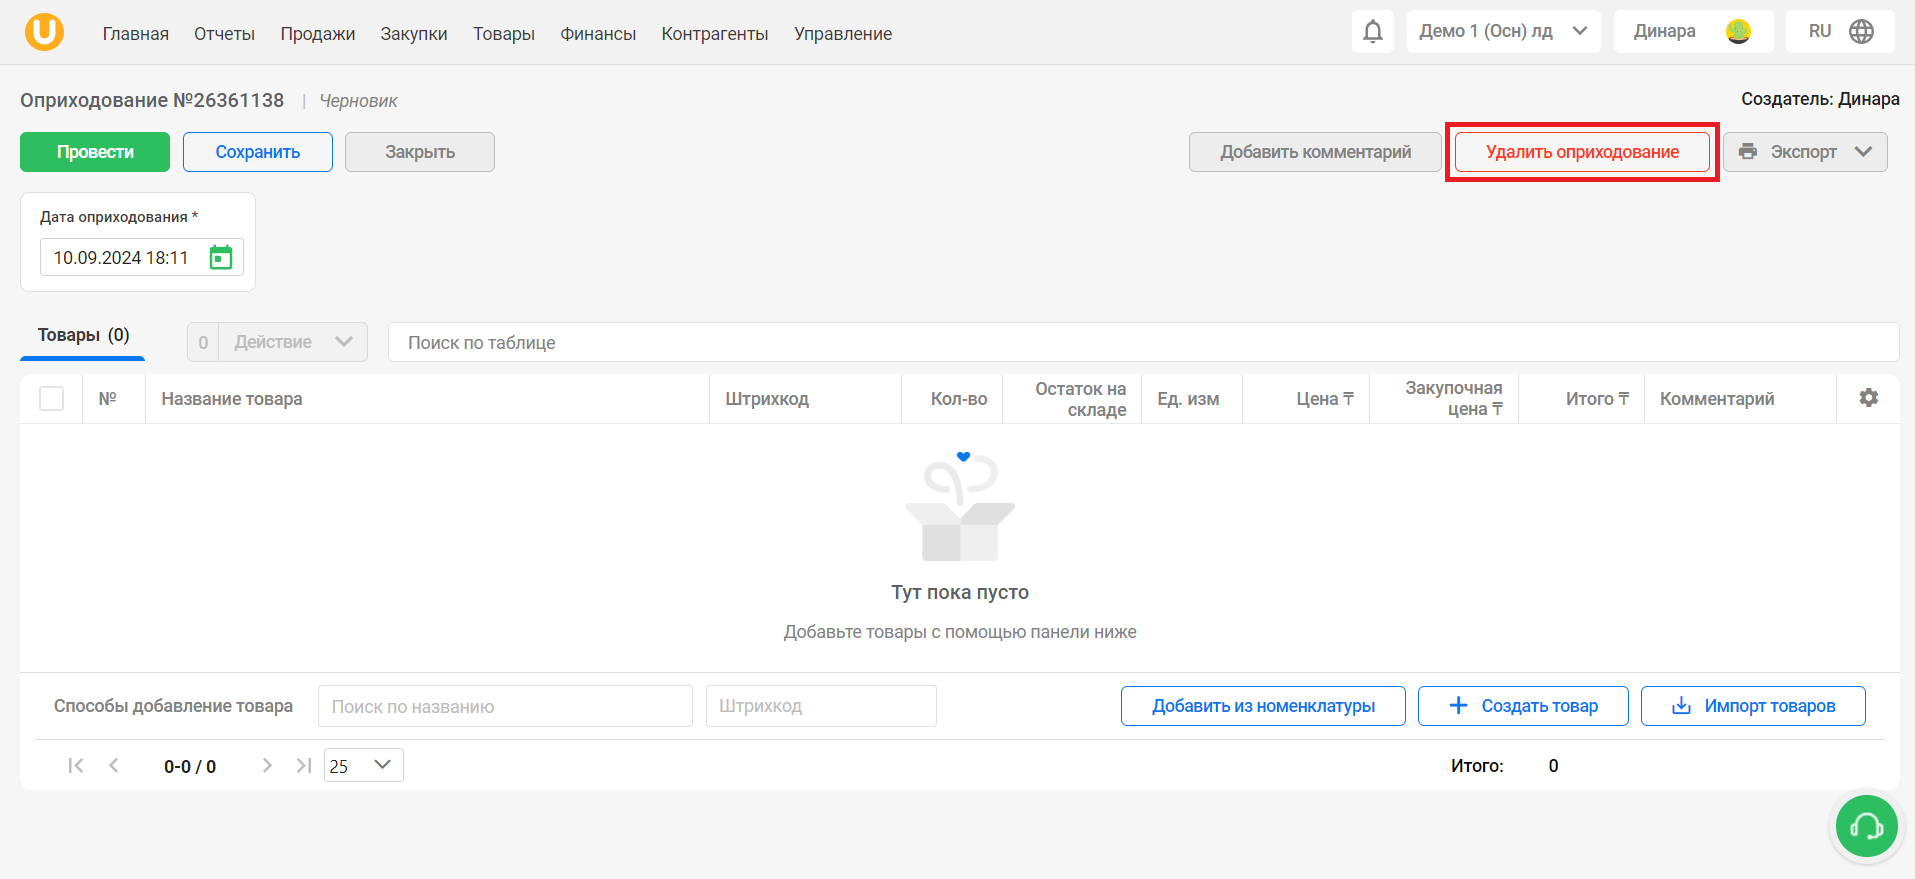 Главная Отчеты Продажи Закупки Товары Финансы Контрагенты Управление Демо 1 (Осн) лд Динара RU
Оприходование №26361138 | Черновик
Создатель: Динара
Провести Сохранить Закрыть Добавить комментарий Удалить оприходование Экспорт
Дата оприходования *
10.09.2024 18:11
Товары (0) 0 Действие Поиск по таблице
№ Название товара Штрихкод Кол-во Остаток на складе Ед. изм Цена ₸ Закупочная цена ₸ Итого ₸ Комментарий
Тут пока пусто
Добавьте товары с помощью панели ниже
Способы добавление товара Поиск по названию Штрихкод Добавить из номенклатуры Создать товар Импорт товаров
0-0 / 0 25 Итого: 0